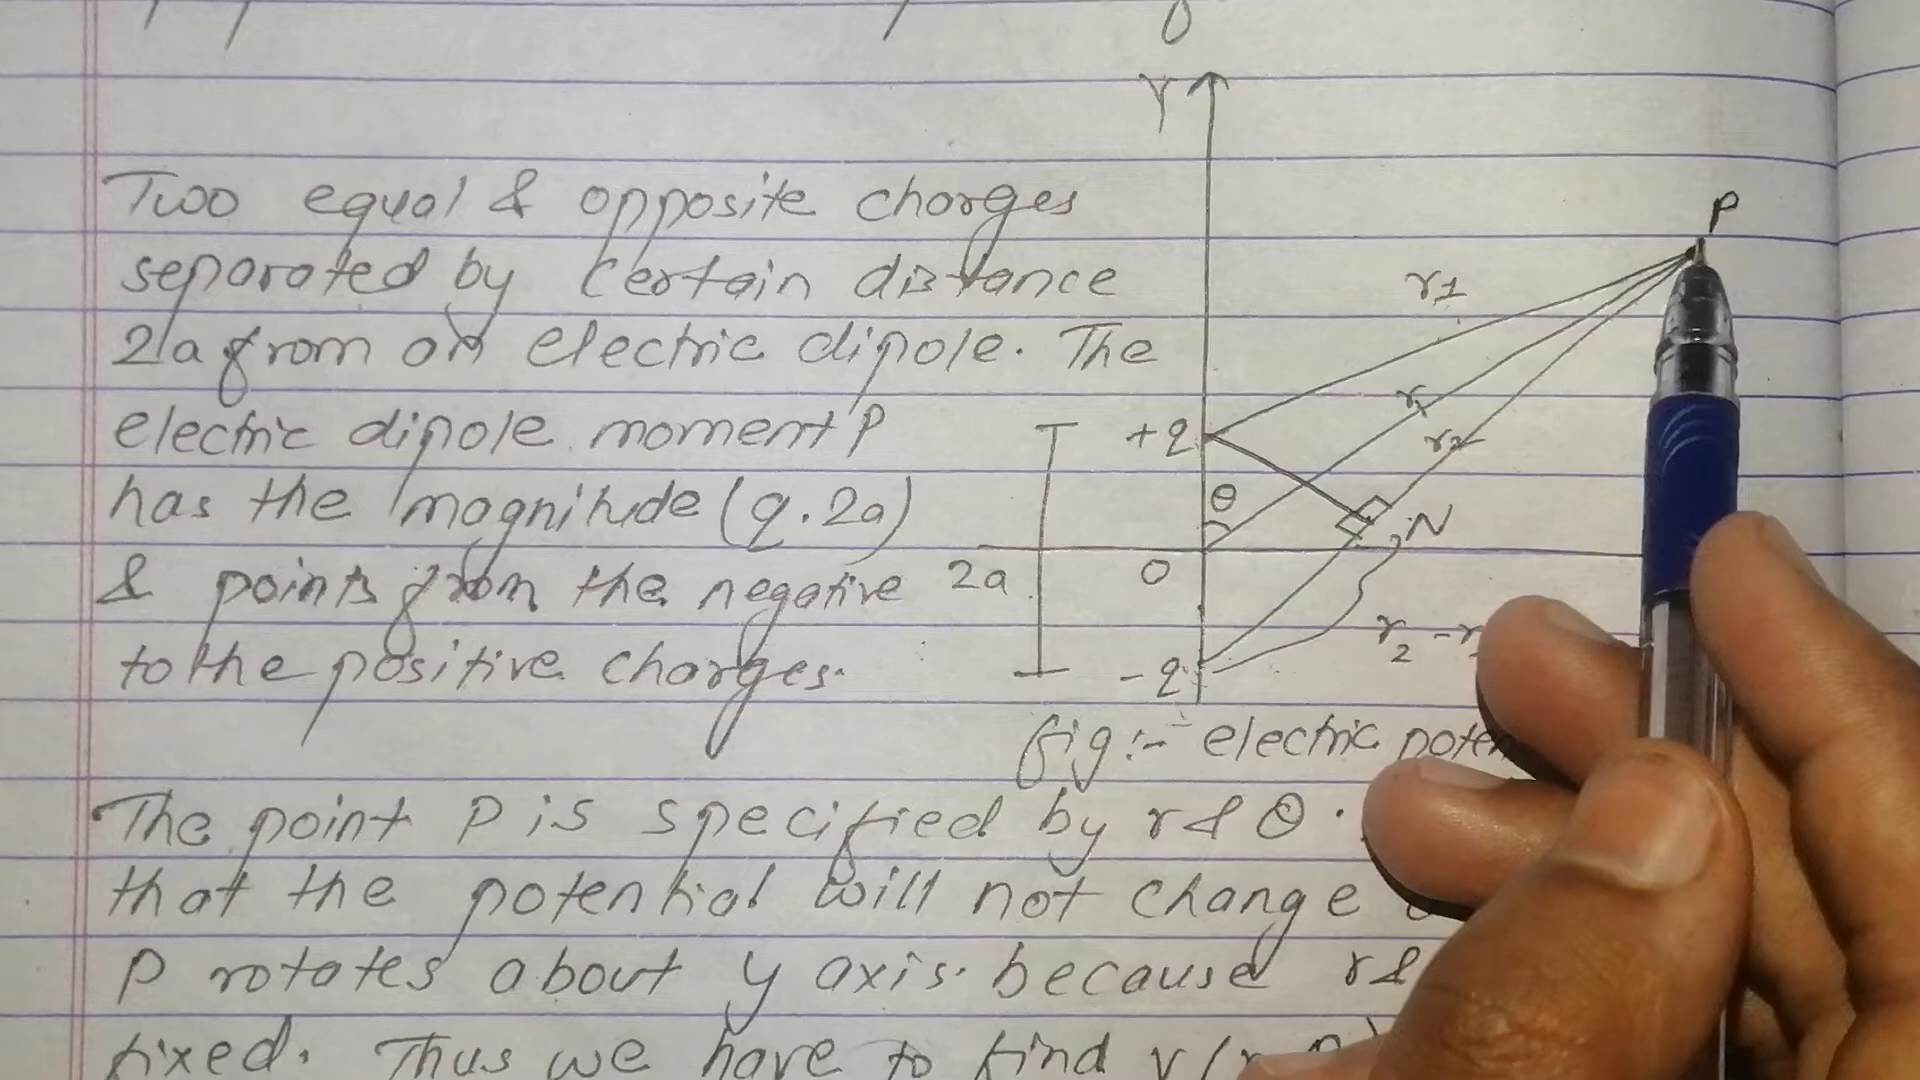 Y
P
Two equal & opposite charges
separated by certain distance
2a from on electric dipole. The
electric dipole moment P
has the magnitude (q.2a)
& points from the negative
to the positive charges.
r1
r
r2
+q
θ
N
2a
O
r2 -
-q
fig:- electric
The point P is specified by r & θ.
that the potential will not change
P rotates about y axis. because r &
fixed. Thus we have to find